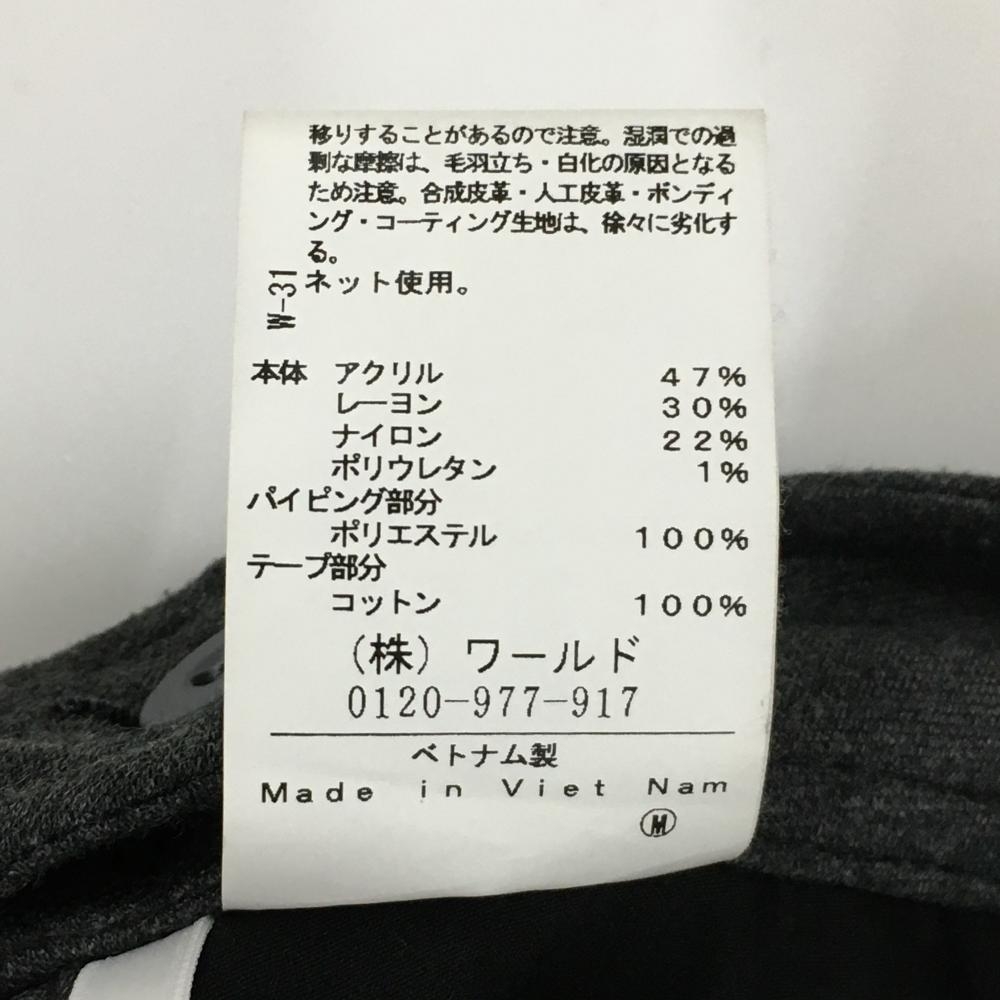 移りすることがあるので注意。湿潤での過
剰な摩擦は、毛羽立ち・白化の原因となる
ため注意。合成皮革・人工皮革・ボンディ
ング・コーティング生地は、徐々に劣化す
る。
W-31
ネット使用。
本体 アクリル 47%
レーヨン 30%
ナイロン 22%
ポリウレタン 1%
パイピング部分
ポリエステル 100%
テープ部分
コットン 100%
(株) ワールド
0120-977-917
ベトナム製
Made in Viet Nam
M